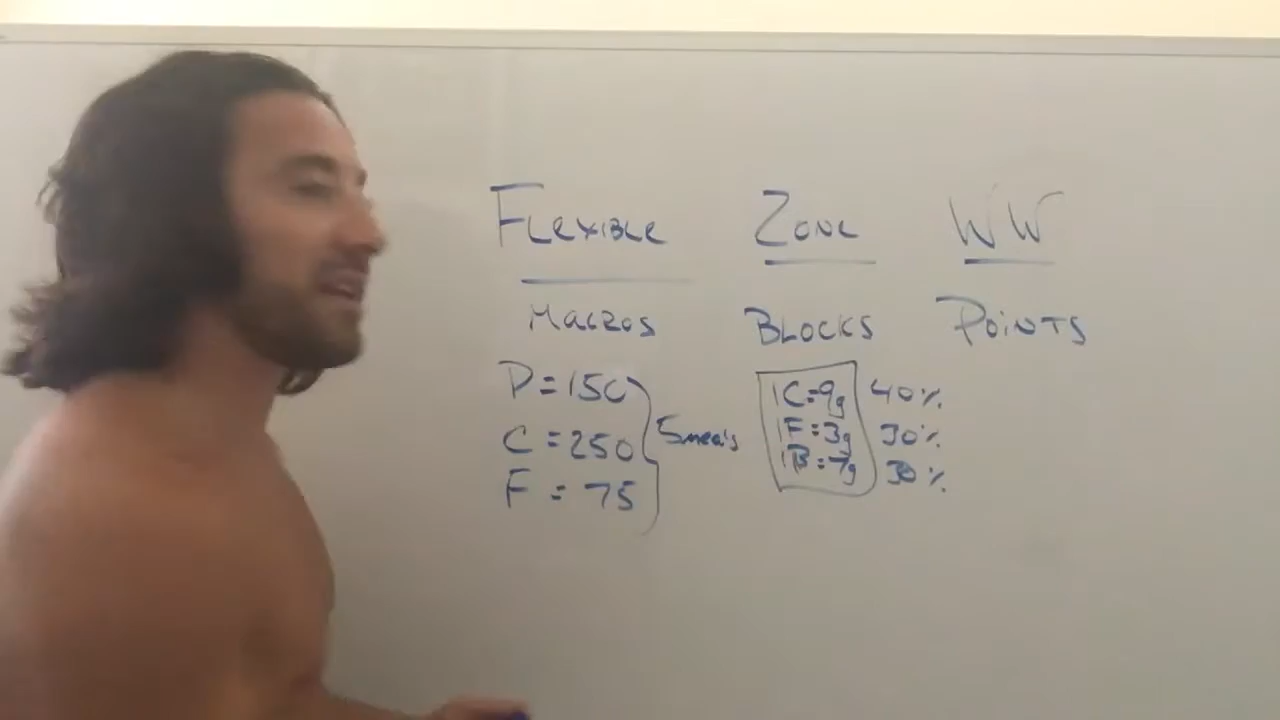 Flexible Zone WW
Macros Blocks Points
P = 150 1C = 9g 40%
C = 250 5 meals 1F = 3g 30%
F = 75 7g 30%